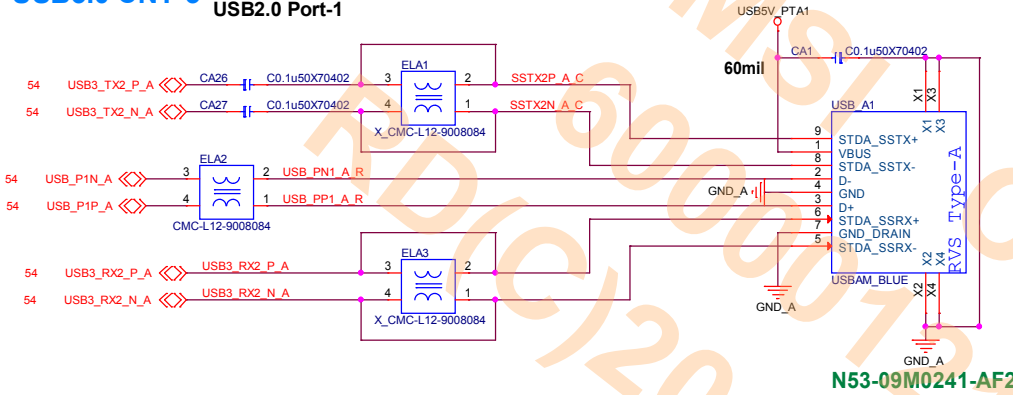 USB2.0 Port-1
USB5V_PTA1
CA1
C0.1u50X70402
60mil
54
USB3_TX2_P_A
CA26
C0.1u50X70402
3
ELA1
2
SSTX2P_A_C
54
USB3_TX2_N_A
CA27
C0.1u50X70402
4
1
SSTX2N_A_C
X_CMC-L12-9008084
54
USB_P1N_A
3
ELA2
2
USB_PN1_A_R
54
USB_P1P_A
4
1
USB_PP1_A_R
CMC-L12-9008084
54
USB3_RX2_P_A
USB3_RX2_P_A
3
ELA3
2
54
USB3_RX2_N_A
USB3_RX2_N_A
4
1
X_CMC-L12-9008084
X1
X3
USB_A1
X1
X3
9
STDA_SSTX+
1
VBUS
8
STDA_SSTX-
2
D-
GND_A
4
GND
3
D+
6
STDA_SSRX+
7
GND_DRAIN
5
STDA_SSRX-
RVS Type-A
X2
X4
USBAM_BLUE
X2
X4
GND_A
GND_A
N53-09M0241-AF2
MSI
RD(C)20